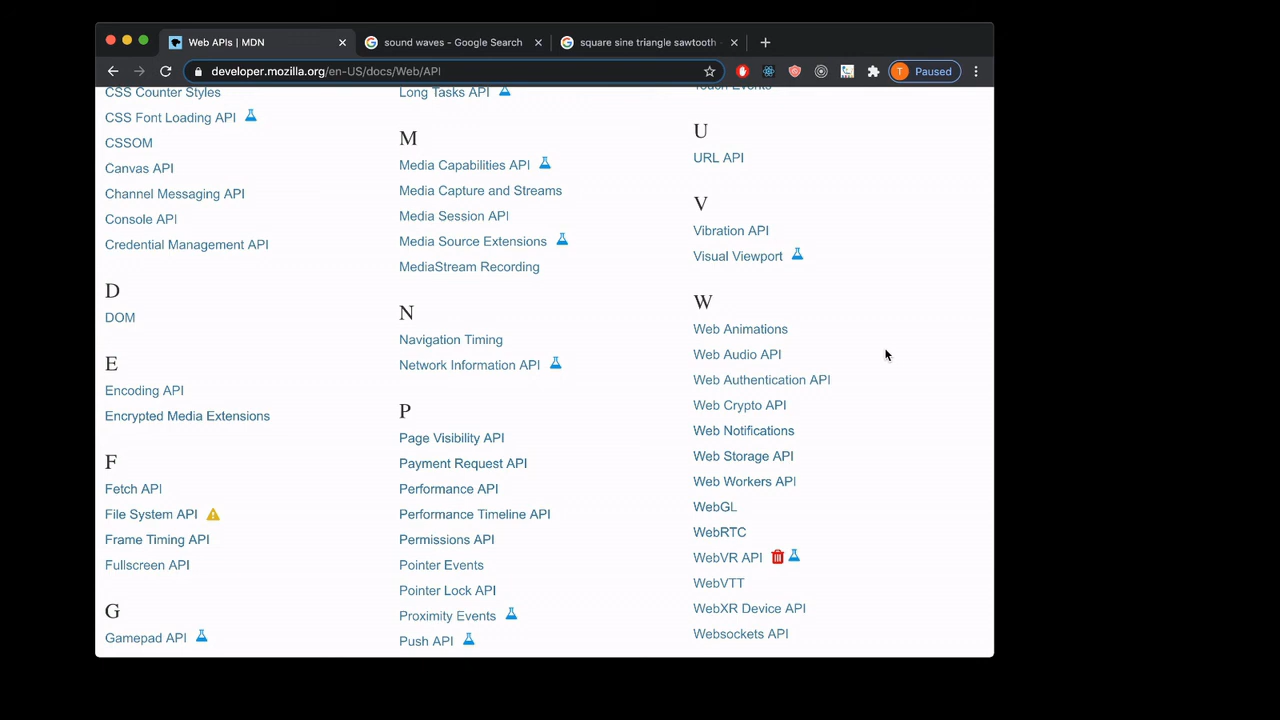 Web APIs | MDN
sound waves - Google Search
square sine triangle sawtooth
developer.mozilla.org/en-US/docs/Web/API
T
Paused
CSS Counter Styles
CSS Font Loading API
CSSOM
Canvas API
Channel Messaging API
Console API
Credential Management API
D
DOM
E
Encoding API
Encrypted Media Extensions
F
Fetch API
File System API
Frame Timing API
Fullscreen API
G
Gamepad API
Long Tasks API
M
Media Capabilities API
Media Capture and Streams
Media Session API
Media Source Extensions
MediaStream Recording
N
Navigation Timing
Network Information API
P
Page Visibility API
Payment Request API
Performance API
Performance Timeline API
Permissions API
Pointer Events
Pointer Lock API
Proximity Events
Push API
Touch Events
U
URL API
V
Vibration API
Visual Viewport
W
Web Animations
Web Audio API
Web Authentication API
Web Crypto API
Web Notifications
Web Storage API
Web Workers API
WebGL
WebRTC
WebVR API
WebVTT
WebXR Device API
Websockets API